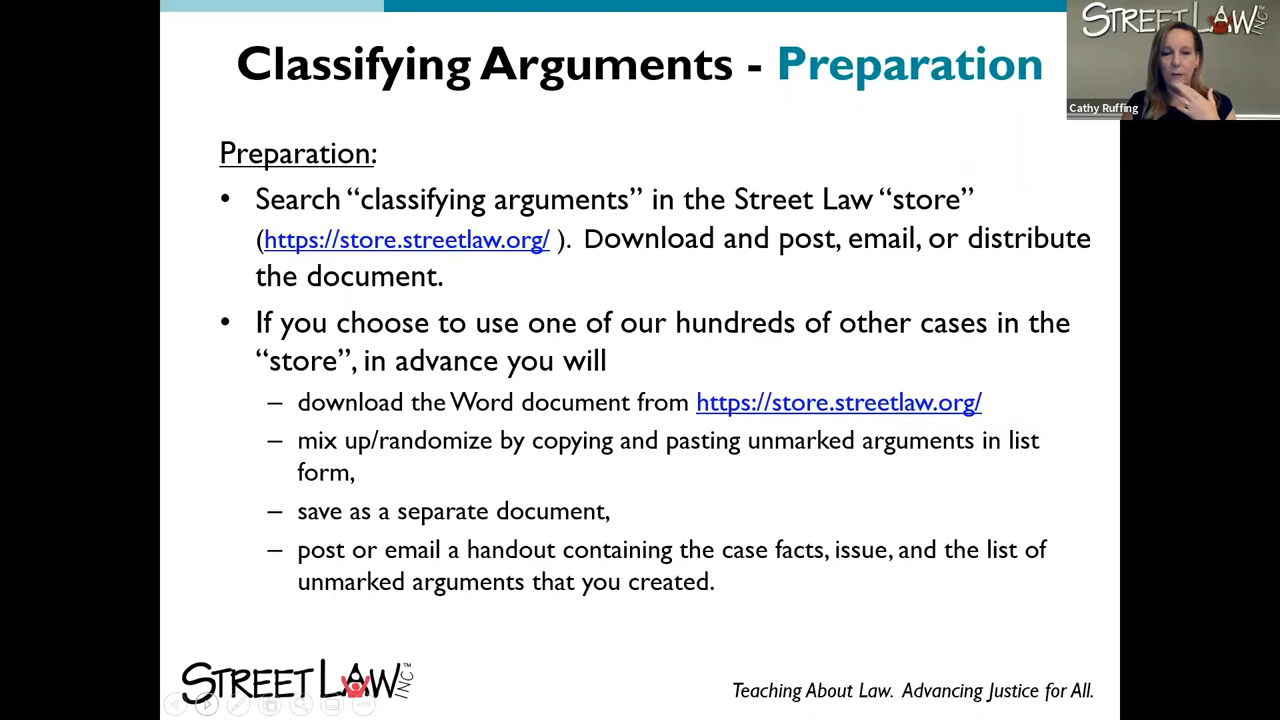 Classifying Arguments - Preparation
STREET LAW INC
Cathy Ruffing
Preparation:
• Search “classifying arguments” in the Street Law “store”
(https://store.streetlaw.org/ ). Download and post, email, or distribute
the document.
• If you choose to use one of our hundreds of other cases in the
“store”, in advance you will
– download the Word document from https://store.streetlaw.org/
– mix up/randomize by copying and pasting unmarked arguments in list
form,
– save as a separate document,
– post or email a handout containing the case facts, issue, and the list of
unmarked arguments that you created.
STREET LAW INC™
Teaching About Law. Advancing Justice for All.